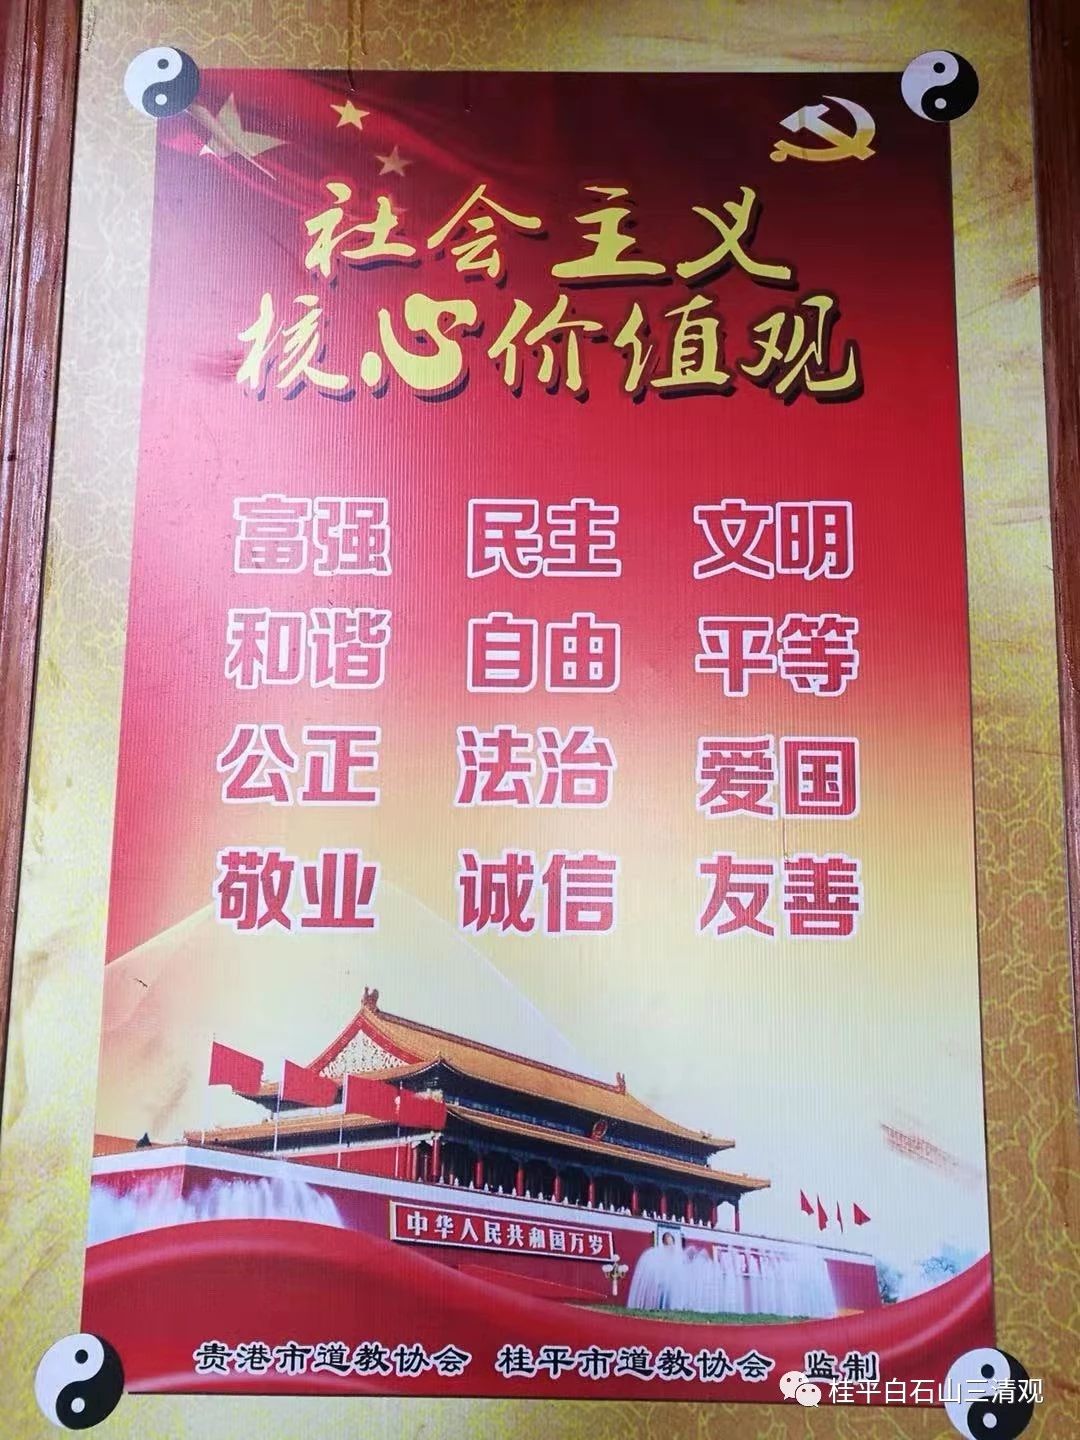 社会主义
核心价值观
富强 民主 文明
和谐 自由 平等
公正 法治 爱国
敬业 诚信 友善
中华人民共和国万岁
贵港市道教协会 桂平市道教协会 监制
桂平白石山三清观